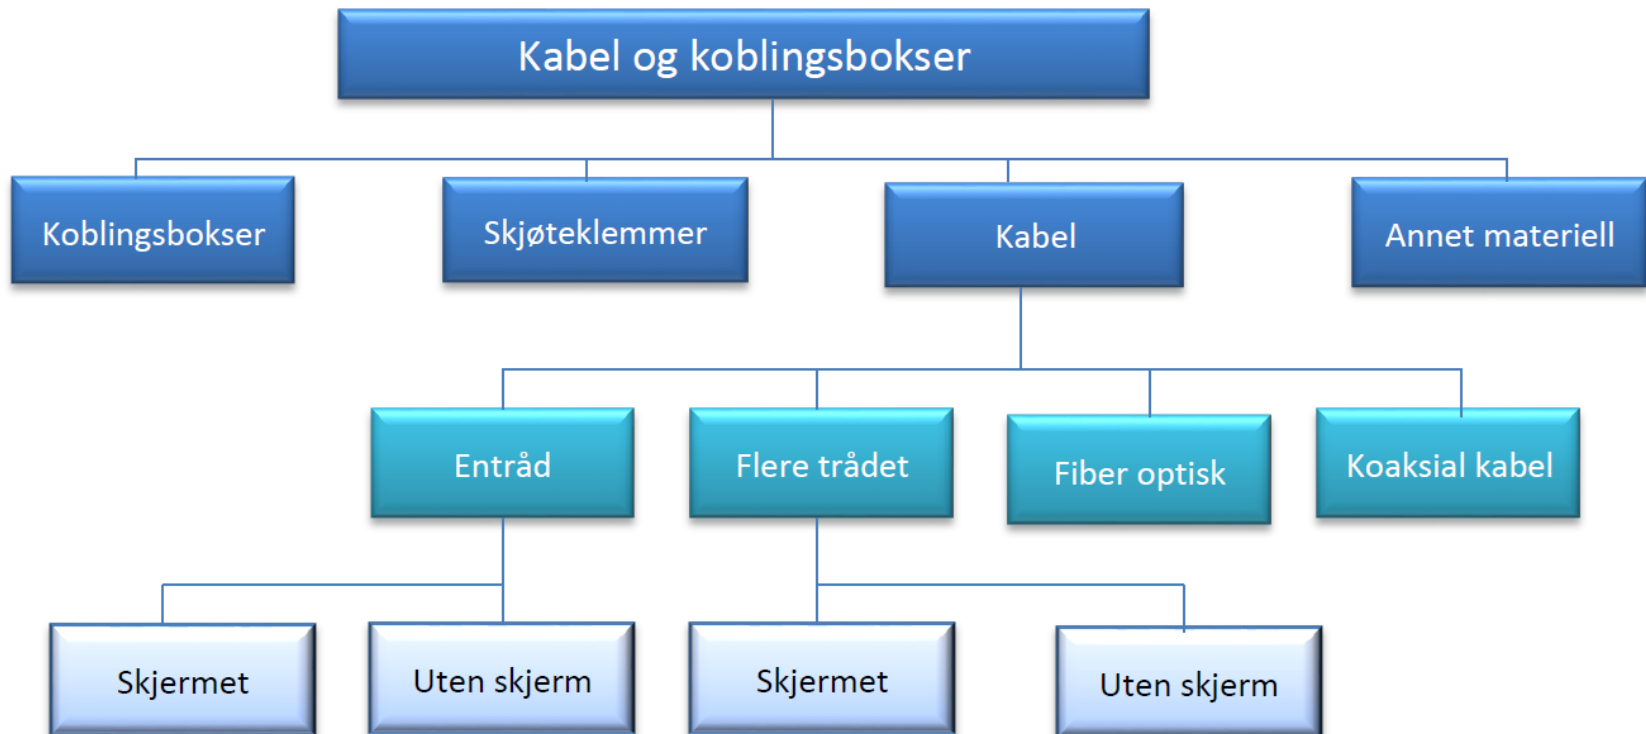 Kabel og koblingsbokser
Koblingsbokser
Skjøteklemmer
Kabel
Annet materiell
Entråd
Flere trådet
Fiber optisk
Koaksial kabel
Skjermet
Uten skjerm
Skjermet
Uten skjerm